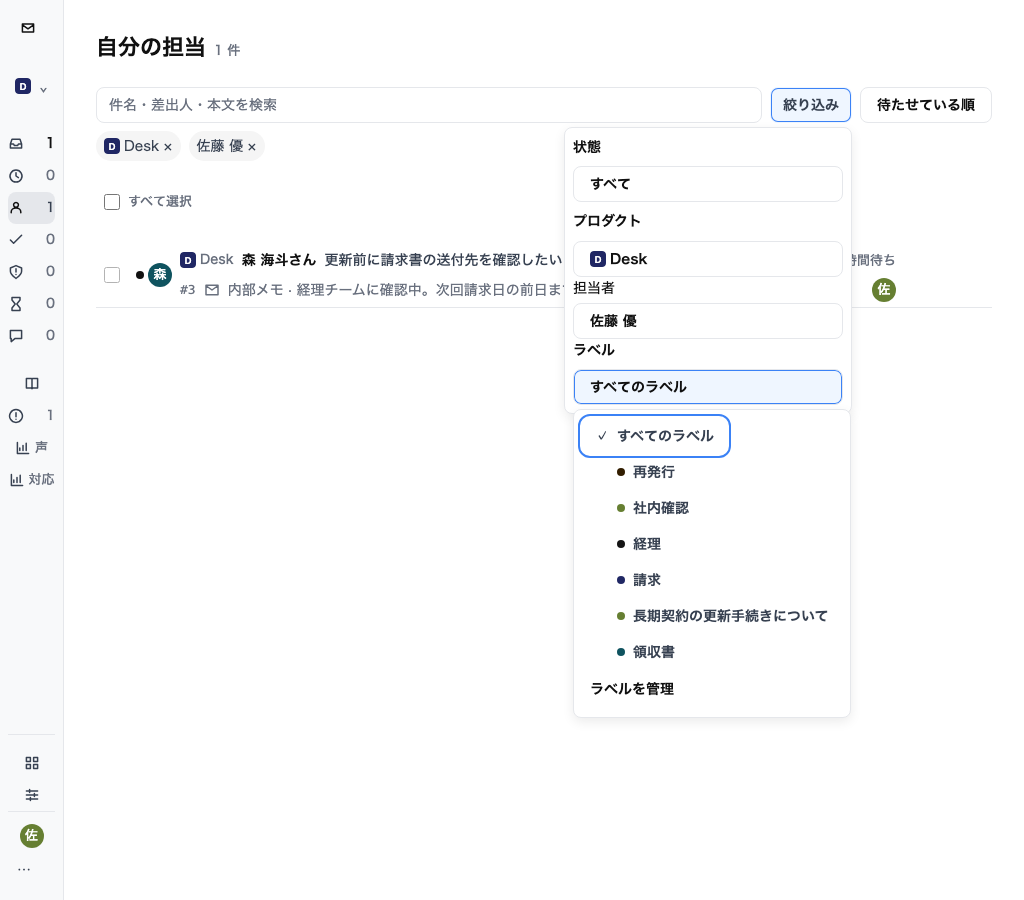 自分の担当 1 件
D
件名・差出人・本文を検索
絞り込み
待たせている順
D Desk ×
佐藤 優 ×
1
0
1
0
0
0
0
1
声
対応
佐
…
すべて選択
森
D Desk 森 海斗さん 更新前に請求書の送付先を確認したい
時間待ち
#3 内部メモ · 経理チームに確認中。次回請求日の前日ま
佐
状態
すべて
プロダクト
D Desk
担当者
佐藤 優
ラベル
すべてのラベル
✓ すべてのラベル
再発行
社内確認
経理
請求
長期契約の更新手続きについて
領収書
ラベルを管理